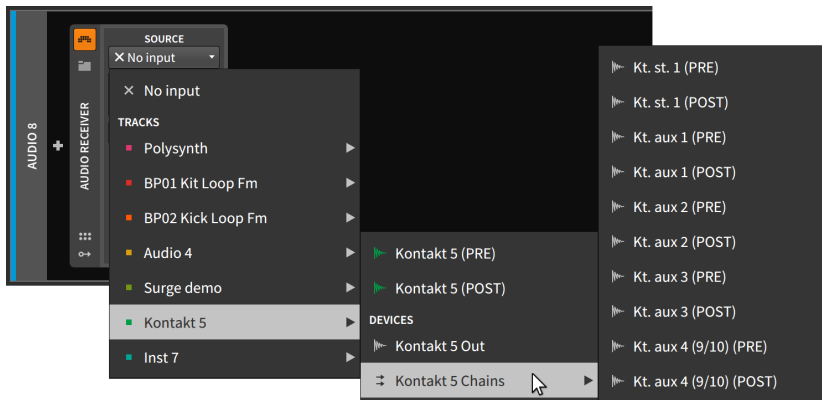 AUDIO 8
AUDIO RECEIVER
SOURCE
No input
No input
TRACKS
Polysynth
BP01 Kit Loop Fm
BP02 Kick Loop Fm
Audio 4
Surge demo
Kontakt 5
Inst 7
Kontakt 5 (PRE)
Kontakt 5 (POST)
DEVICES
Kontakt 5 Out
Kontakt 5 Chains
Kt. st. 1 (PRE)
Kt. st. 1 (POST)
Kt. aux 1 (PRE)
Kt. aux 1 (POST)
Kt. aux 2 (PRE)
Kt. aux 2 (POST)
Kt. aux 3 (PRE)
Kt. aux 3 (POST)
Kt. aux 4 (9/10) (PRE)
Kt. aux 4 (9/10) (POST)